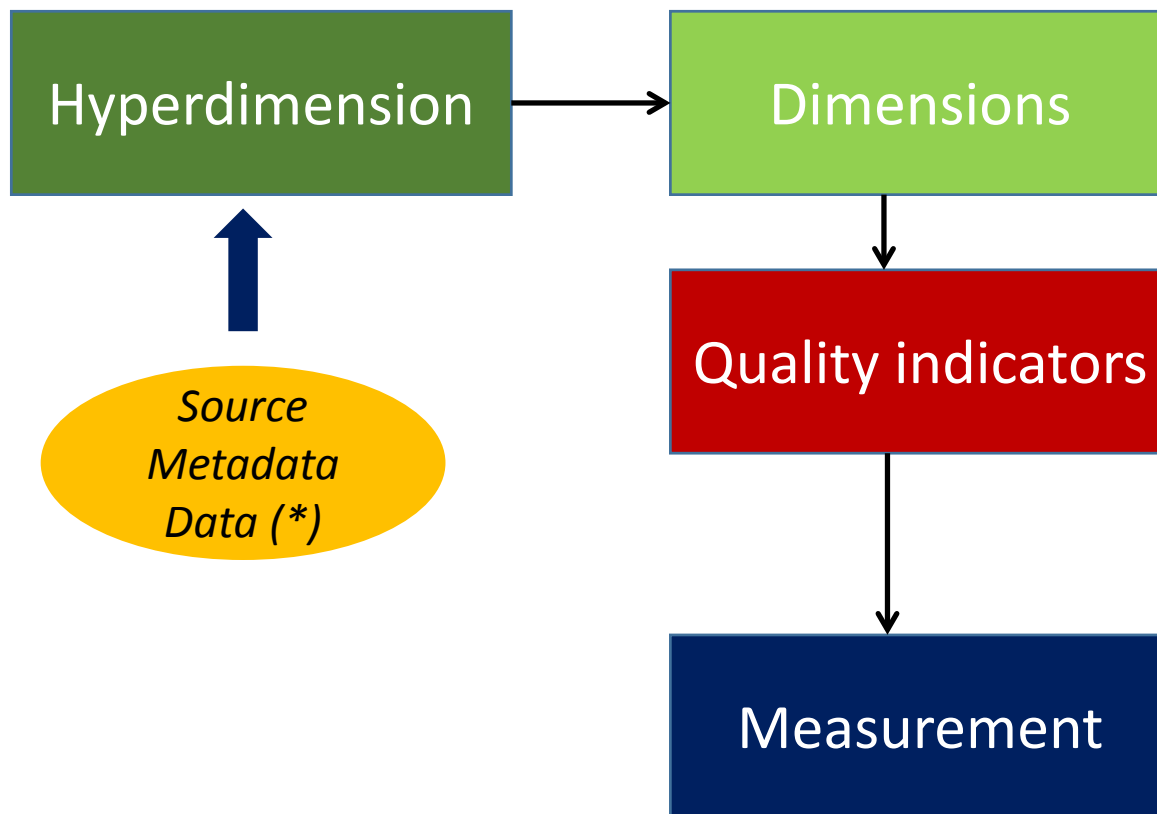 Hyperdimension
Dimensions
Quality indicators
Source
Metadata
Data (*)
Measurement